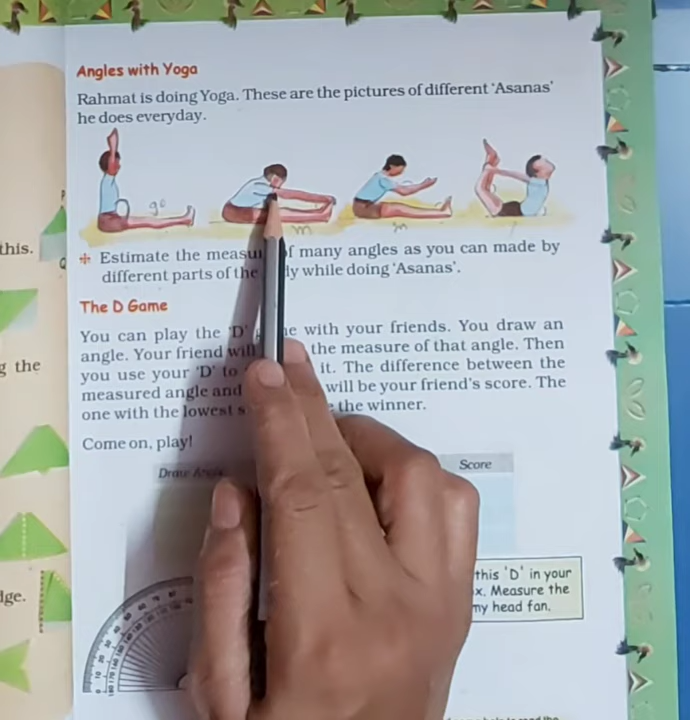 Angles with Yoga
Rahmat is doing Yoga. These are the pictures of different 'Asanas'
he does everyday.
90
this.
Estimate the measu of many angles as you can made by
different parts of the dy while doing 'Asanas'.
The D Game
You can play the 'D' with your friends. You draw an
angle. Your friend will the measure of that angle. Then
g the
you use your 'D' to it. The difference between the
measured angle and will be your friend's score. The
one with the lowest s the winner.
Come on, play!
Draw Angle
Score
this 'D' in your
x. Measure the
my head fan.
dge.